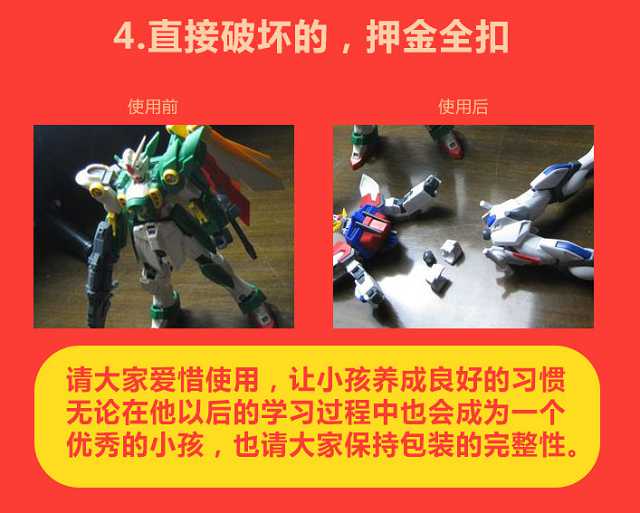 4.直接破坏的，押金全扣
使用前
使用后
请大家爱惜使用，让小孩养成良好的习惯
无论在他以后的学习过程中也会成为一个
优秀的小孩，也请大家保持包装的完整性。